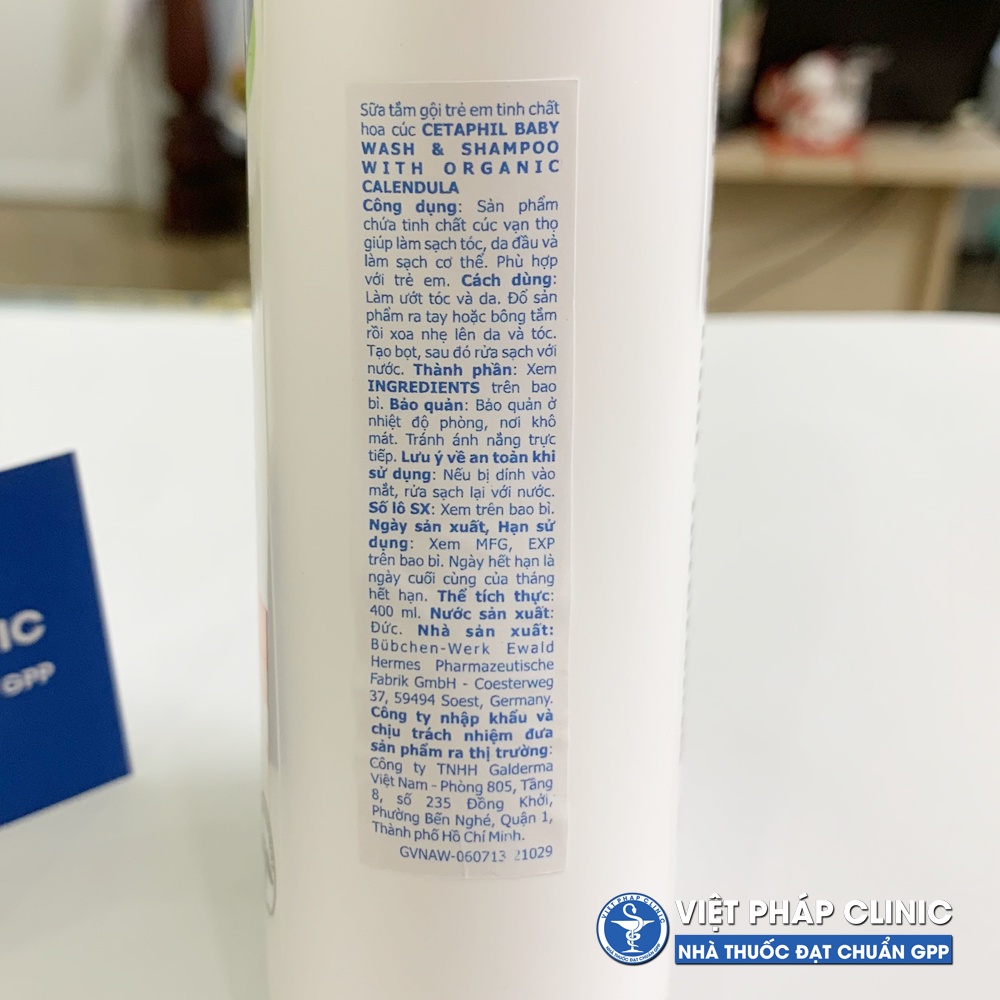 Sữa tắm gội trẻ em tinh chất
hoa cúc CETAPHIL BABY
WASH & SHAMPOO
WITH ORGANIC
CALENDULA
Công dụng: Sản phẩm
chứa tinh chất cúc vạn thọ
giúp làm sạch tóc, da đầu và
làm sạch cơ thể. Phù hợp
với trẻ em. Cách dùng:
Làm ướt tóc và da. Đổ sản
phẩm ra tay hoặc bông tắm
rồi xoa nhẹ lên da và tóc.
Tạo bọt, sau đó rửa sạch với
nước. Thành phần: Xem
INGREDIENTS trên bao
bì. Bảo quản: Bảo quản ở
nhiệt độ phòng, nơi khô
mát. Tránh ánh nắng trực
tiếp. Lưu ý về an toàn khi
sử dụng: Nếu bị dính vào
mắt, rửa sạch lại với nước.
Số lô SX: Xem trên bao bì.
Ngày sản xuất, Hạn sử
dụng: Xem MFG, EXP
trên bao bì. Ngày hết hạn là
ngày cuối cùng của tháng
hết hạn. Thể tích thực:
400 ml. Nước sản xuất:
Đức. Nhà sản xuất:
Bübchen-Werk Ewald
Hermes Pharmazeutische
Fabrik GmbH - Coesterweg
37, 59494 Soest, Germany.
Công ty nhập khẩu và
chịu trách nhiệm đưa
sản phẩm ra thị trường:
Công ty TNHH Galderma
Việt Nam - Phòng 805, Tầng
8, số 235 Đồng Khởi,
Phường Bến Nghé, Quận 1,
Thành phố Hồ Chí Minh.
GVNAW-060713 21029
IC
GPP
VIỆT PHÁP CLINIC
NHÀ THUỐC ĐẠT CHUẨN GPP
VIỆT PHÁP CLINIC
NHÀ THUỐC ĐẠT CHUẨN GPP